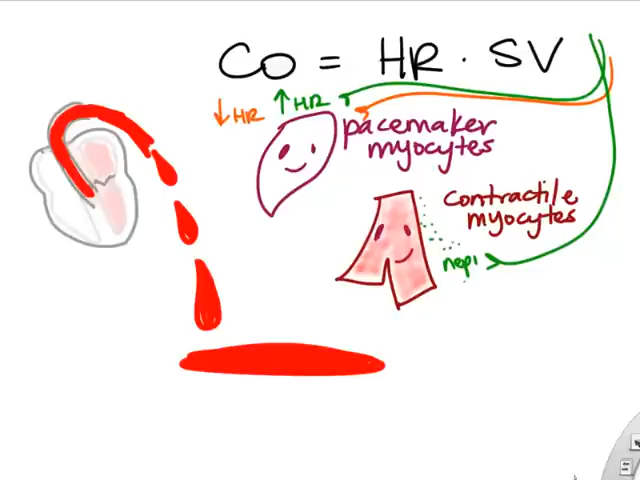 CO = HR · SV
↓HR ↑HR
pacemaker
myocytes
contractile
myocytes
nepi